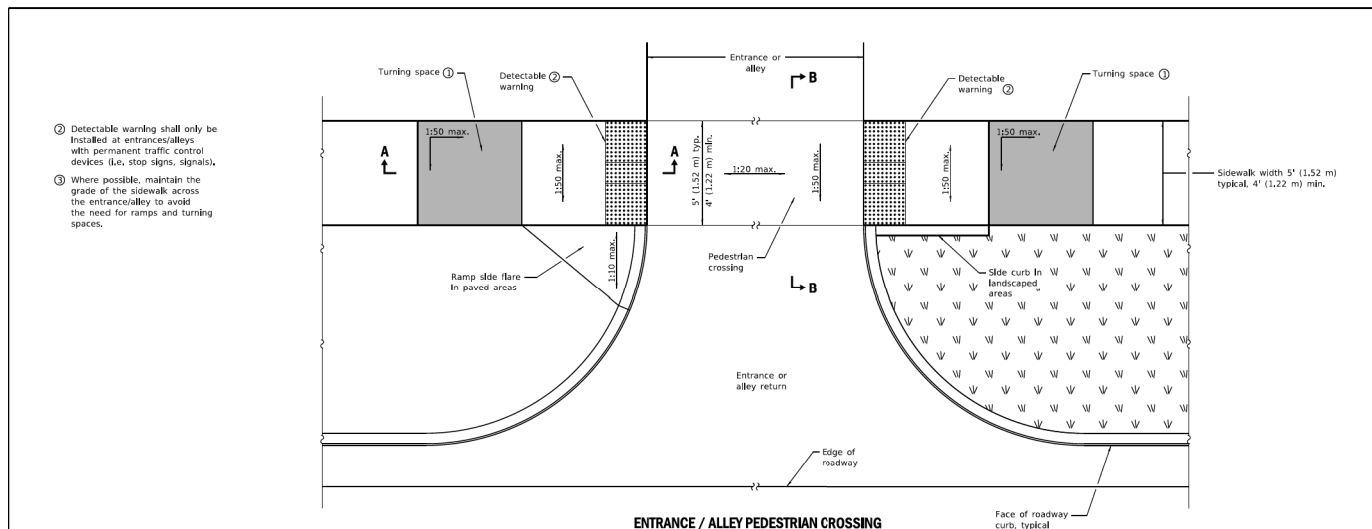 Entrance or
alley
B
Turning space ①
Detectable ②
warning
Detectable
warning ②
Turning space ①
② Detectable warning shall only be
Installed at entrances/alleys
with permanent traffic control
devices (i.e. stop signs, signals).
③ Where possible, maintain the
grade of the sidewalk across
the entrance/alley to avoid
the need for ramps and turning
spaces.
1:50 max.
1:50 max.
A
A
1:50 max.
5' (1.52 m) typ.
4' (1.22 m) min.
1:20 max.
1:50 max.
1:50 max.
Sidewalk width 5' (1.52 m)
typical, 4' (1.22 m) min.
1:10 max.
Ramp side flare
In paved areas
Pedestrian
crossing
B
Side curb In
landscaped
areas
Entrance or
alley return
Edge of
roadway
Face of roadway
curb, typical
ENTRANCE / ALLEY PEDESTRIAN CROSSING